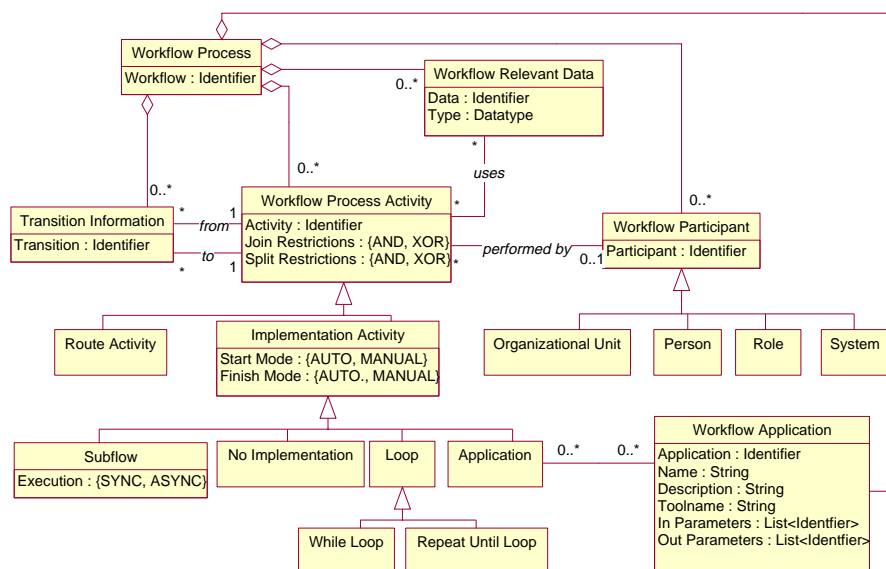 Workflow Process
Workflow : Identifier
Workflow Relevant Data
Data : Identifier
Type : Datatype
0..*
*
uses
0..*
0..*
0..*
Transition Information
Transition : Identifier
*
from
1
*
to
1
Workflow Process Activity
Activity : Identifier
Join Restrictions : {AND, XOR}
Split Restrictions : {AND, XOR}
*
*
performed by
0..1
Workflow Participant
Participant : Identifier
Route Activity
Implementation Activity
Start Mode : {AUTO, MANUAL}
Finish Mode : {AUTO., MANUAL}
Organizational Unit
Person
Role
System
Subflow
Execution : {SYNC, ASYNC}
No Implementation
Loop
Application
0..*
0..*
Workflow Application
Application : Identifier
Name : String
Description : String
Toolname : String
In Parameters : List<Identfier>
Out Parameters : List<Identfier>
While Loop
Repeat Until Loop